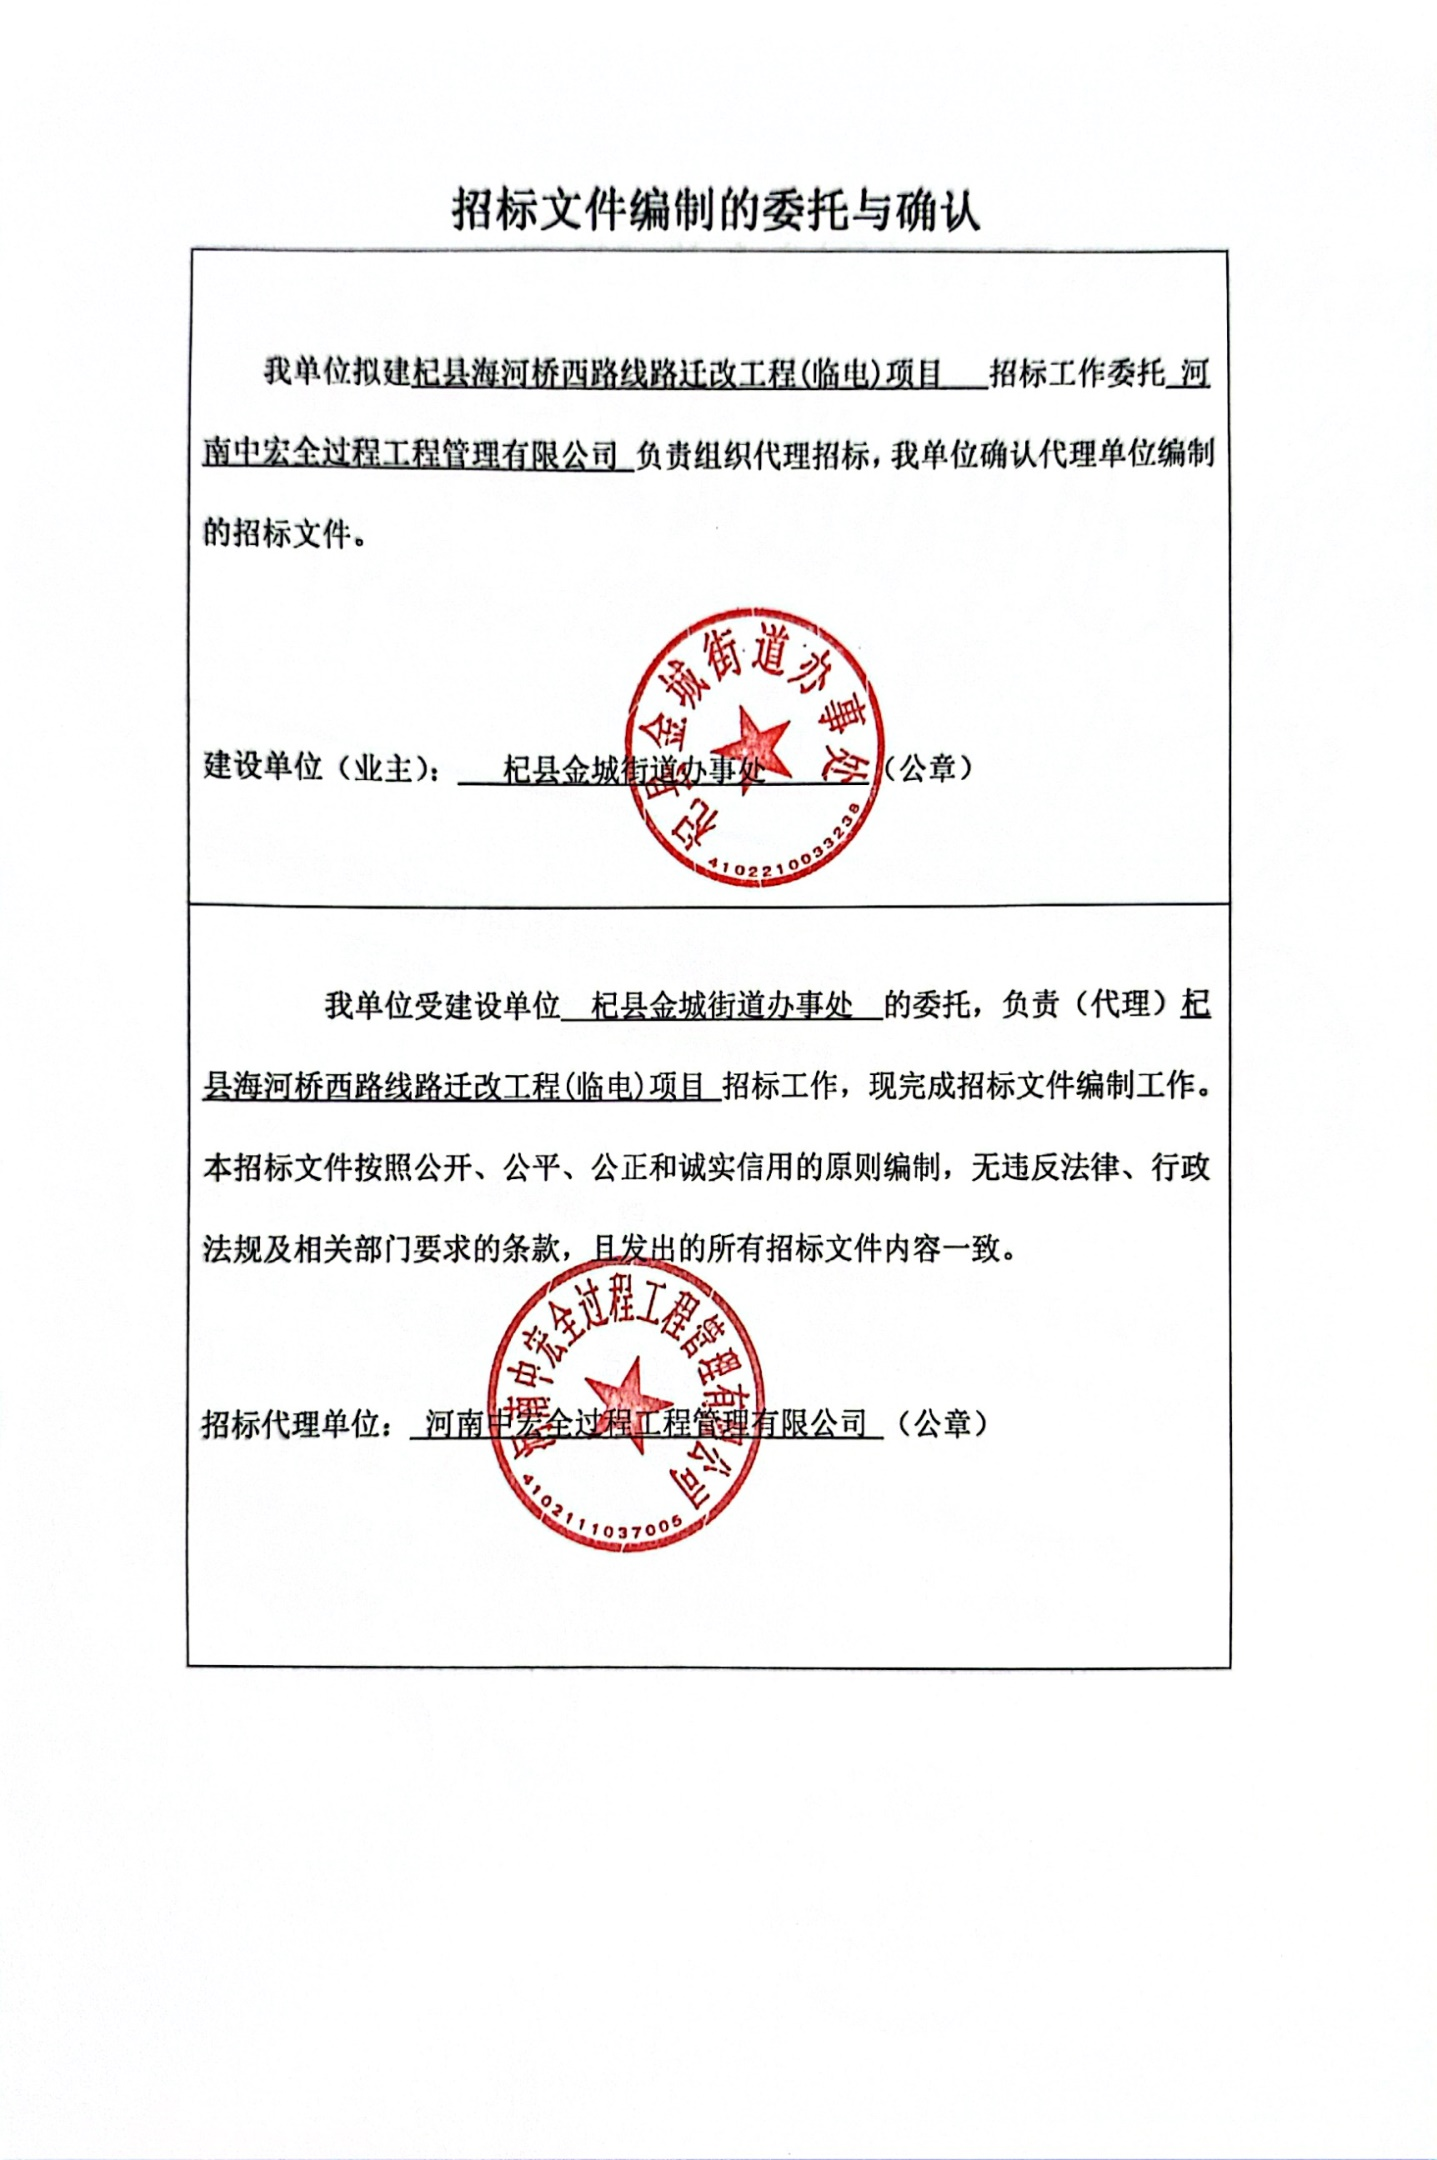 招标文件编制的委托与确认
我单位拟建杞县海河桥西路线路迁改工程(临电)项目 招标工作委托 河
南中宏全过程工程管理有限公司 负责组织代理招标，我单位确认代理单位编制
的招标文件。
杞县金城街道办事处
建设单位（业主）： 杞县金城街道办事处 （公章）
4102210033238
我单位受建设单位 杞县金城街道办事处 的委托，负责（代理）杞
县海河桥西路线路迁改工程(临电)项目 招标工作，现完成招标文件编制工作。
本招标文件按照公开、公平、公正和诚实信用的原则编制，无违反法律、行政
法规及相关部门要求的条款，且发出的所有招标文件内容一致。
河南中宏全过程工程管理有限公司
招标代理单位： 河南中宏全过程工程管理有限公司 （公章）
4102111037005